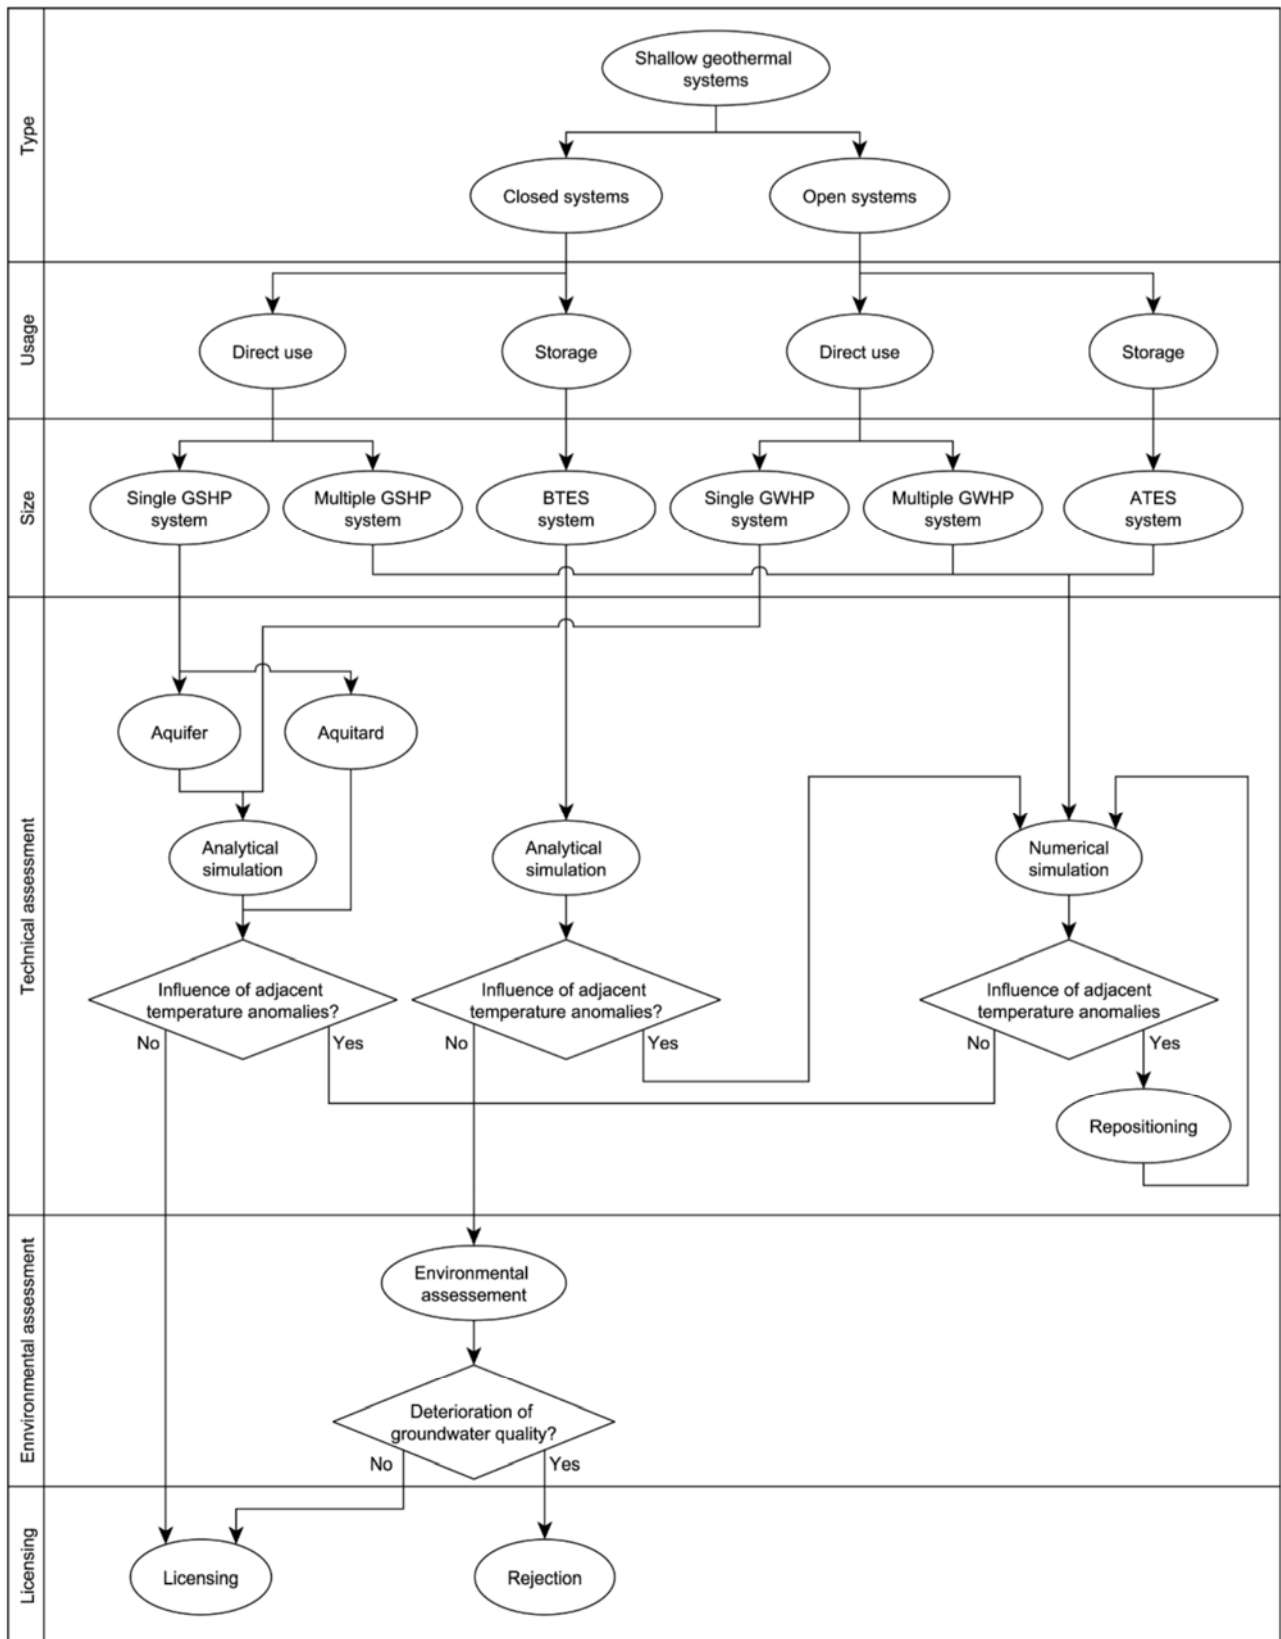 Type
Shallow geothermal
systems
Closed systems
Open systems
Usage
Direct use
Storage
Direct use
Storage
Size
Single GSHP
system
Multiple GSHP
system
BTES
system
Single GWHP
system
Multiple GWHP
system
ATES
system
Technical assessment
Aquifer
Aquitard
Analytical
simulation
Analytical
simulation
Numerical
simulation
Influence of adjacent
temperature anomalies?
Influence of adjacent
temperature anomalies?
Influence of adjacent
temperature anomalies
No
Yes
No
Yes
No
Yes
Repositioning
Ennvironmental assessment
Environmental
assessement
Deterioration of
groundwater quality?
No
Yes
Licensing
Licensing
Rejection